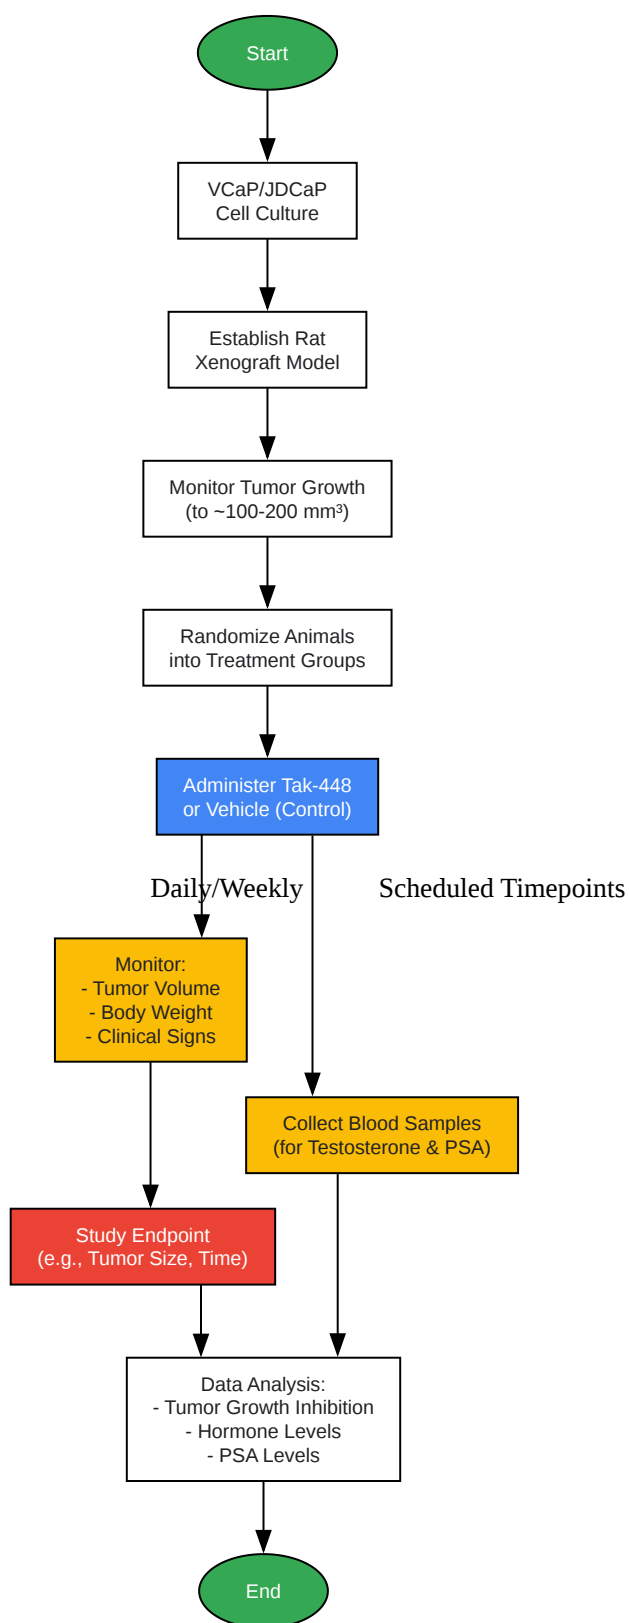 Start
VCaP/JDCaP
Cell Culture
Establish Rat
Xenograft Model
Monitor Tumor Growth
(to ~100-200 mm³)
Randomize Animals
into Treatment Groups
Administer Tak-448
or Vehicle (Control)
Daily/Weekly
Scheduled Timepoints
Monitor:
- Tumor Volume
- Body Weight
- Clinical Signs
Collect Blood Samples
(for Testosterone & PSA)
Study Endpoint
(e.g., Tumor Size, Time)
Data Analysis:
- Tumor Growth Inhibition
- Hormone Levels
- PSA Levels
End